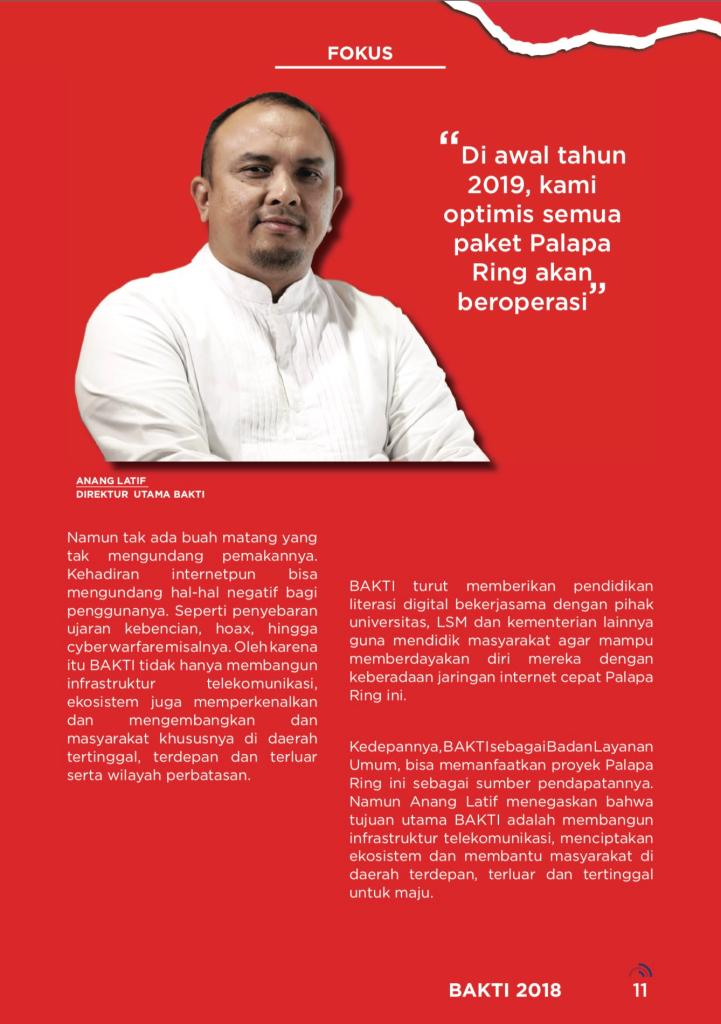 FOKUS
“Di awal tahun
2019, kami
optimis semua
paket Palapa
Ring akan
beroperasi”
ANANG LATIF
DIREKTUR UTAMA BAKTI
Namun tak ada buah matang yang
tak mengundang pemakannya.
Kehadiran internetpun bisa
mengundang hal-hal negatif bagi
penggunanya. Seperti penyebaran
ujaran kebencian, hoax, hingga
cyberwarfaremisalnya. Olehkarena
itu BAKTI tidak hanya membangun
infrastruktur telekomunikasi,
ekosistem juga memperkenalkan
dan mengembangkan dan
masyarakat khususnya di daerah
tertinggal, terdepan dan terluar
serta wilayah perbatasan.
BAKTI turut memberikan pendidikan
literasi digital bekerjasama dengan pihak
universitas, LSM dan kementerian lainnya
guna mendidik masyarakat agar mampu
memberdayakan diri mereka dengan
keberadaan jaringan internet cepat Palapa
Ring ini.
Kedepannya,BAKTIsebagaiBadanLayanan
Umum, bisa memanfaatkan proyek Palapa
Ring ini sebagai sumber pendapatannya.
Namun Anang Latif menegaskan bahwa
tujuan utama BAKTI adalah membangun
infrastruktur telekomunikasi, menciptakan
ekosistem dan membantu masyarakat di
daerah terdepan, terluar dan tertinggal
untuk maju.
BAKTI 2018 11